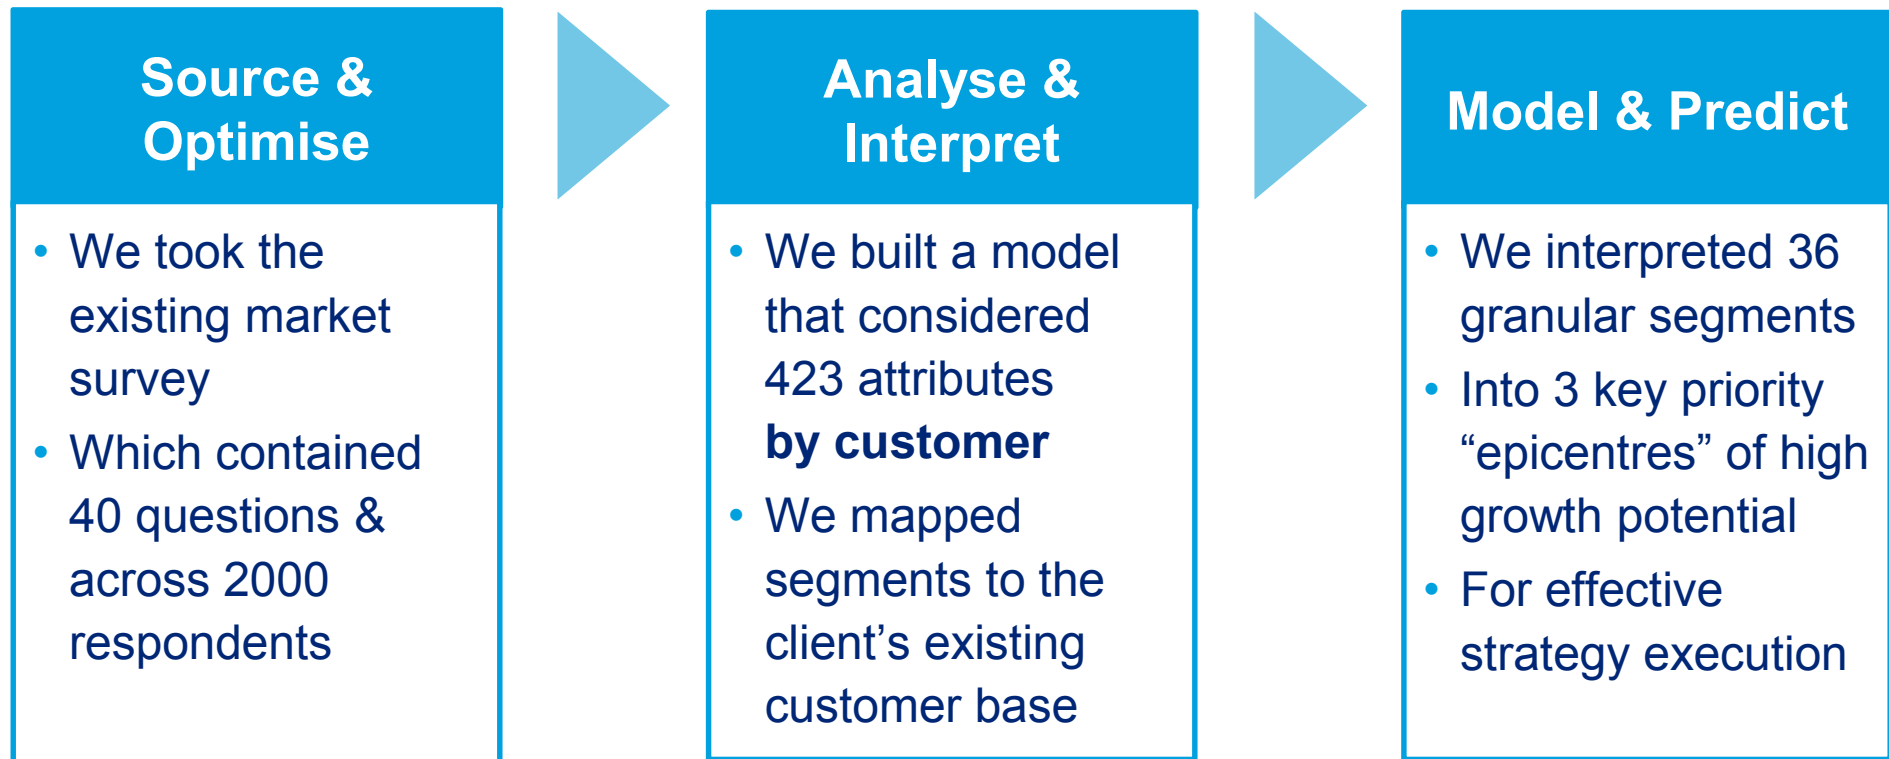 Source &
Optimise
• We took the
existing market
survey
• Which contained
40 questions &
across 2000
respondents
Analyse &
Interpret
• We built a model
that considered
423 attributes
by customer
• We mapped
segments to the
client’s existing
customer base
Model & Predict
• We interpreted 36
granular segments
• Into 3 key priority
“epicentres” of high
growth potential
• For effective
strategy execution